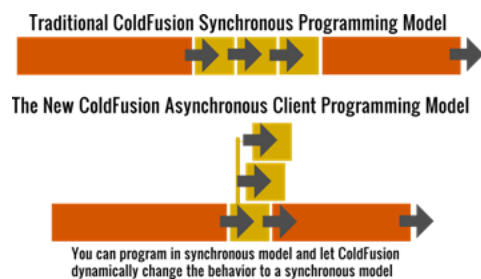 Traditional ColdFusion Synchronous Programming Model
The New ColdFusion Asynchronous Client Programming Model
You can program in synchronous model and let ColdFusion
dynamically change the behavior to a synchronous model